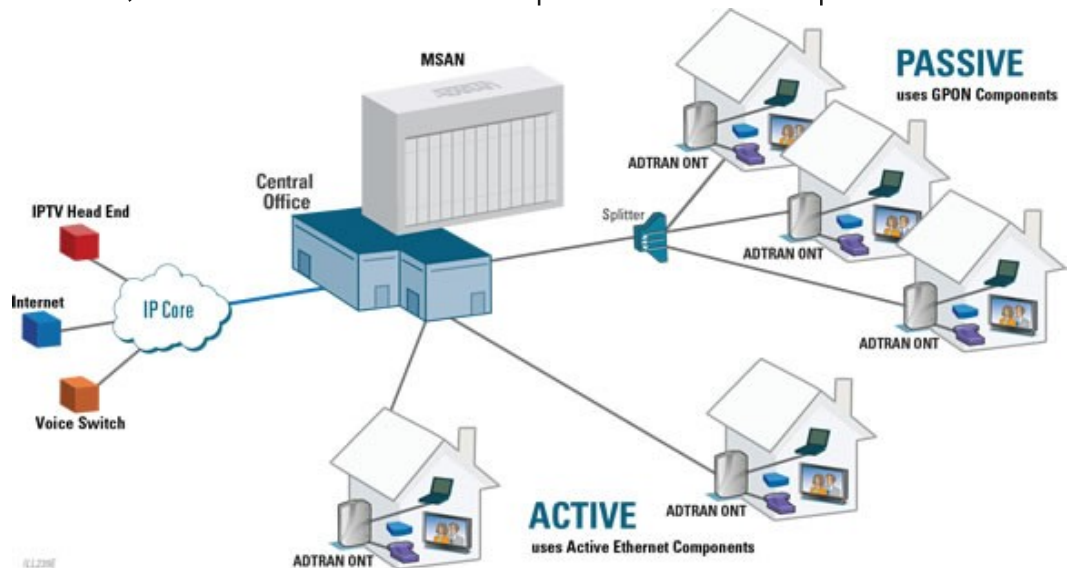 MSAN
PASSIVE
uses GPON Components
ADTRAN ONT
Central
Office
IPTV Head End
Splitter
ADTRAN ONT
Internet
IP Core
ADTRAN ONT
Voice Switch
ADTRAN ONT
ACTIVE
uses Active Ethernet Components
ADTRAN ONT